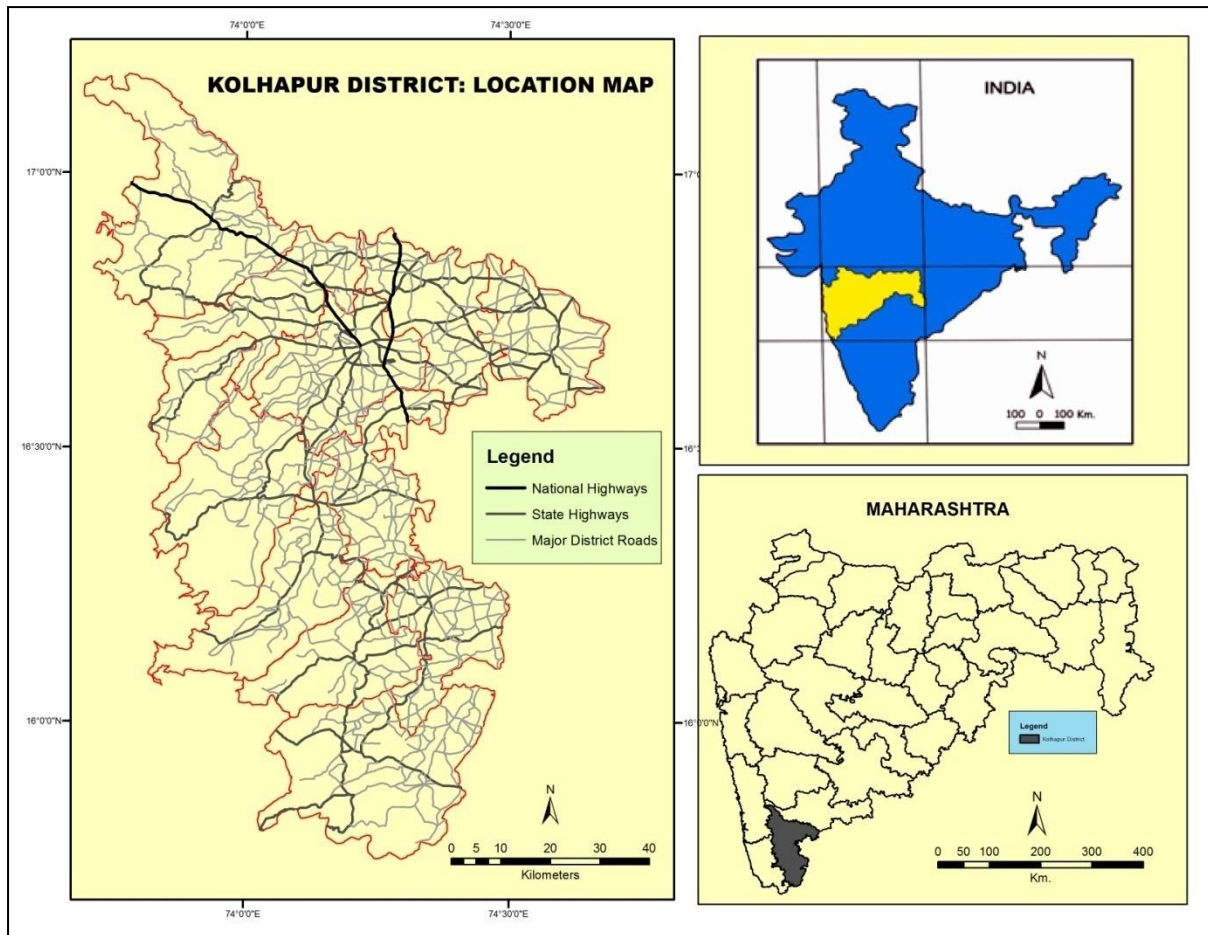 74°0'0"E
74°30'0"E
KOLHAPUR DISTRICT: LOCATION MAP
17°0'0"N
16°30'0"N
16°0'0"N
Legend
National Highways
State Highways
Major District Roads
N
0 5 10 20 30 40
Kilometers
74°0'0"E
74°30'0"E
INDIA
N
100 0 100 Km.
MAHARASHTRA
Legend
Kolhapur District
N
0 50 100 200 300 400
Km.